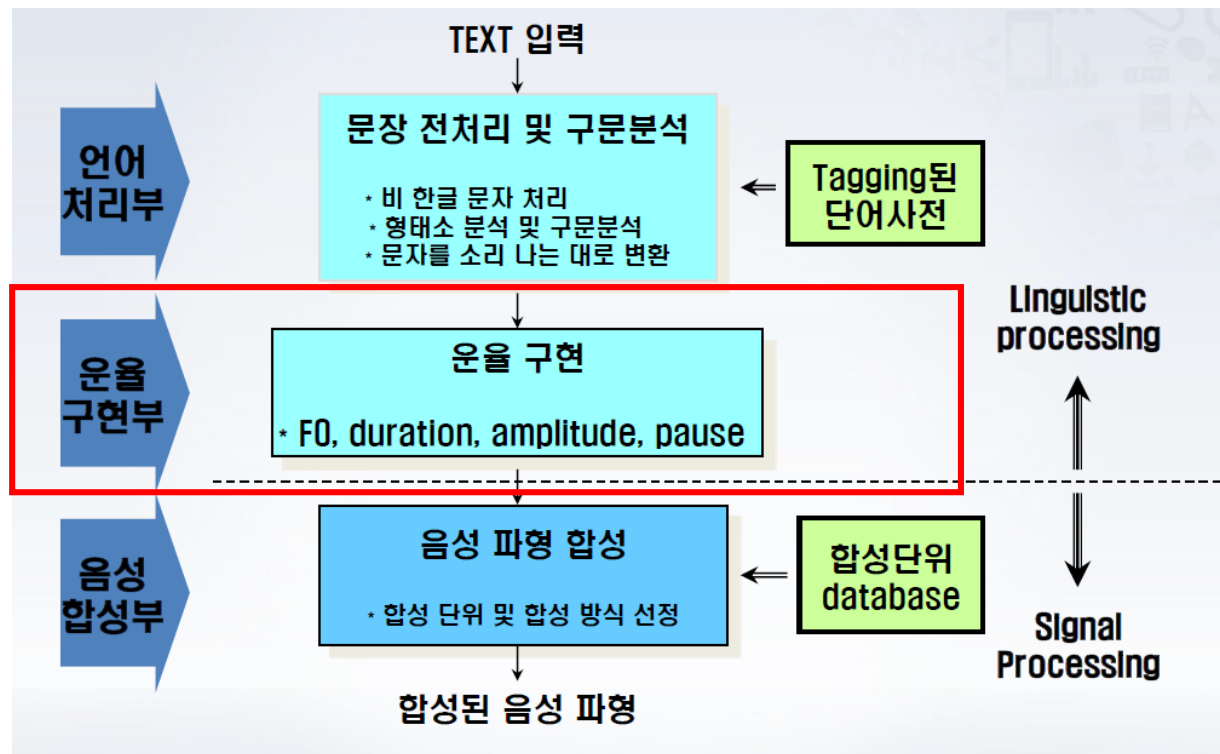 TEXT 입력
언어
처리부
문장 전처리 및 구문분석
* 비 한글 문자 처리
* 형태소 분석 및 구문분석
* 문자를 소리 나는 대로 변환
Tagging된
단어사전
운율
구현부
운율 구현
* F0, duration, amplitude, pause
Linguistic
processing
음성
합성부
음성 파형 합성
* 합성 단위 및 합성 방식 선정
합성단위
database
Signal
Processing
합성된 음성 파형